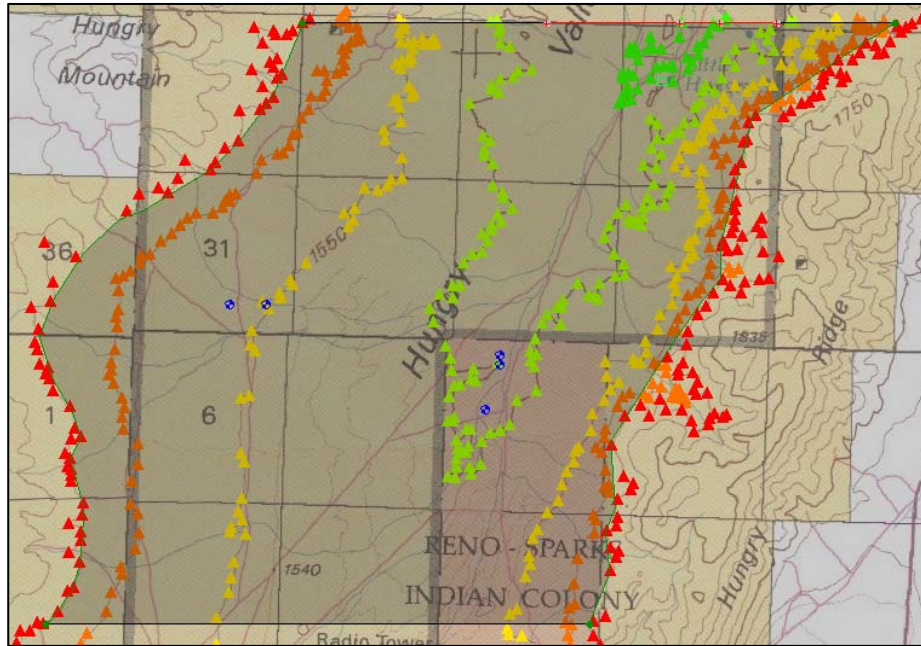 Hungry
Mountain
1750
36
31
1550
Hungry
1835
Ridge
1
6
RENO - SPARKS
INDIAN COLONY
Hungry
1540
Radio Tower